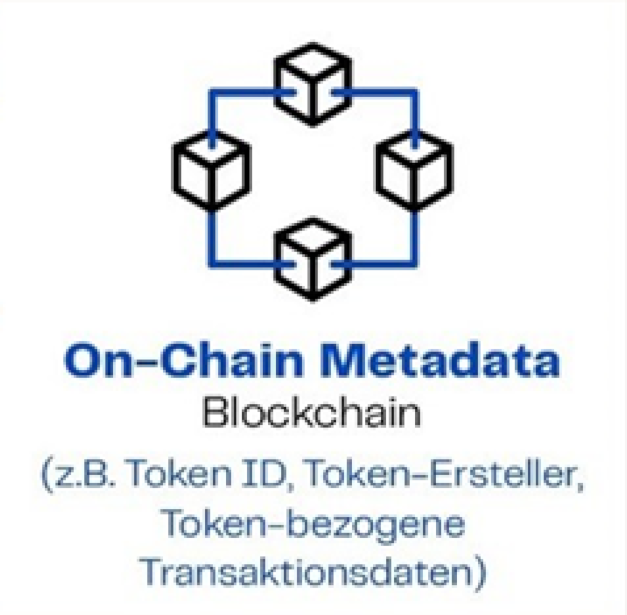 On-Chain Metadata
Blockchain
(z.B. Token ID, Token-Ersteller,
Token-bezogene
Transaktionsdaten)